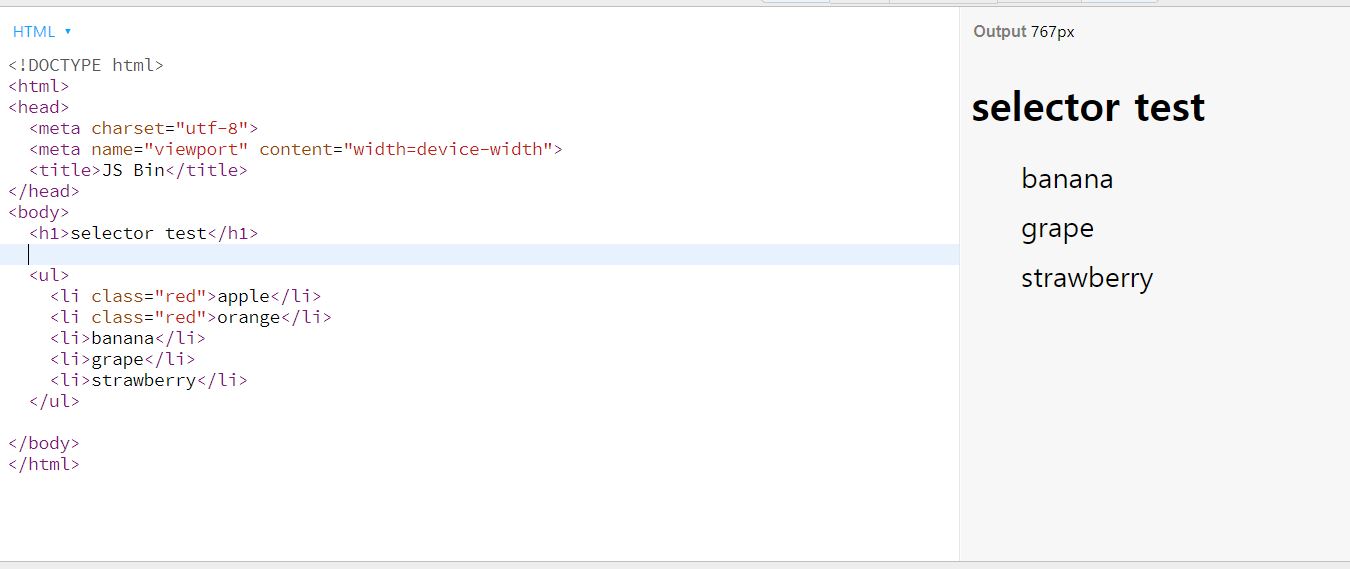 HTML ▾
<!DOCTYPE html>
<html>
<head>
  <meta charset="utf-8">
  <meta name="viewport" content="width=device-width">
  <title>JS Bin</title>
</head>
<body>
  <h1>selector test</h1>
  <ul>
    <li class="red">apple</li>
    <li class="red">orange</li>
    <li>banana</li>
    <li>grape</li>
    <li>strawberry</li>
  </ul>
</body>
</html>
Output 767px
selector test
banana
grape
strawberry